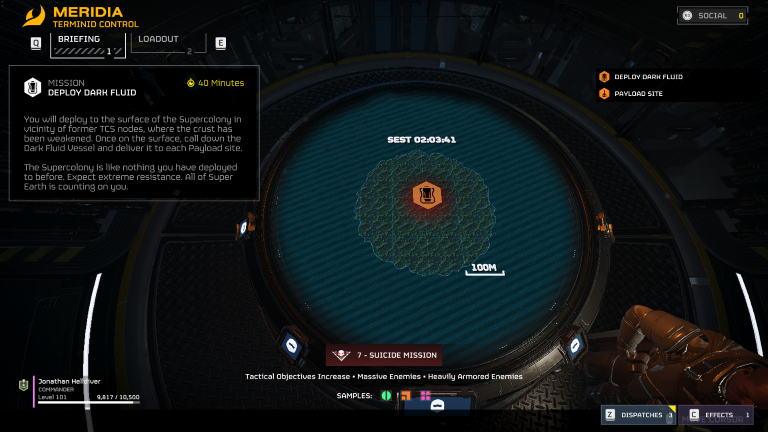 MERIDIA
TERMINID CONTROL
Q
BRIEFING
1
LOADOUT
2
E
SOCIAL 0
MISSION
DEPLOY DARK FLUID
40 Minutes
You will deploy to the surface of the Supercolony in
vicinity of former TCS nodes, where the crust has
been weakened. Once on the surface, call down the
Dark Fluid Vessel and deliver it to each Payload site.
The Supercolony is like nothing you have deployed
to before. Expect extreme resistance. All of Super
Earth is counting on you.
DEPLOY DARK FLUID
PAYLOAD SITE
SEST 02:03:41
100M
7 - SUICIDE MISSION
Tactical Objectives Increase • Massive Enemies • Heavily Armored Enemies
SAMPLES:
Jonathan Helldiver
COMMANDER
Level 101
9,817 / 10,500
Z DISPATCHES 3
C EFFECTS 1
MOVE CURSOR